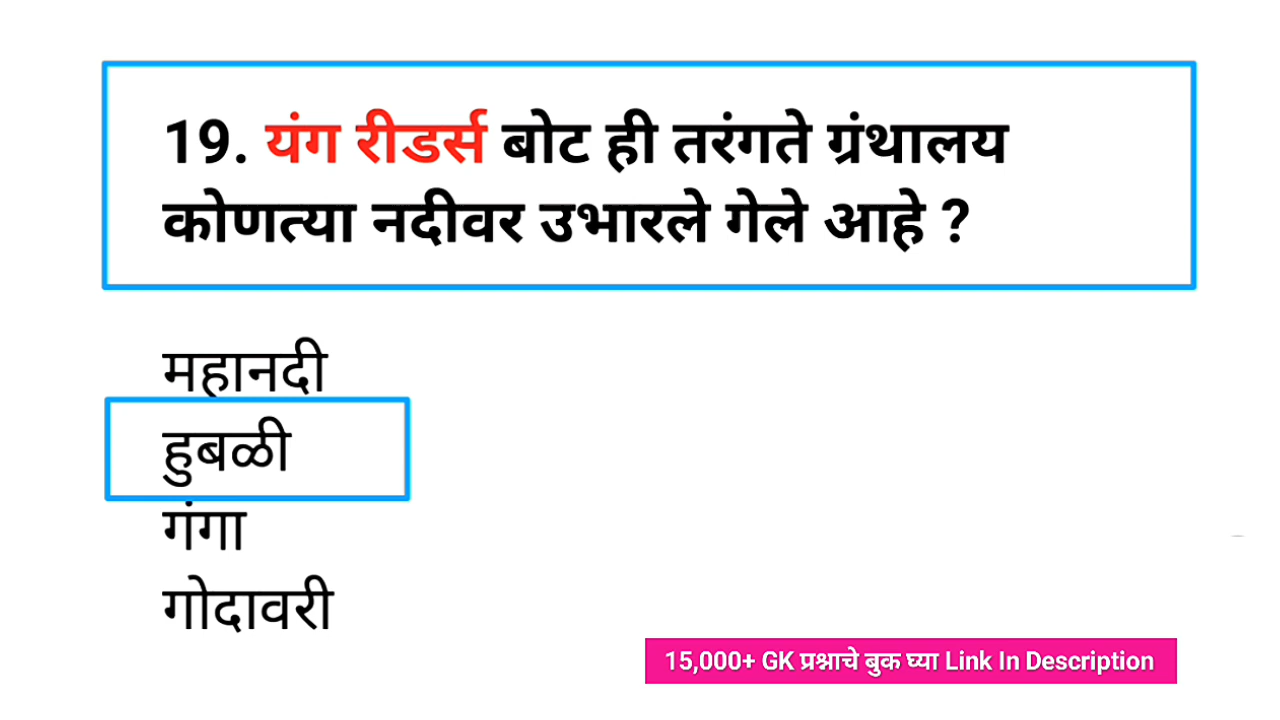 19. यंग रीडर्स बोट ही तरंगते ग्रंथालय
कोणत्या नदीवर उभारले गेले आहे ?
महानदी
हुबळी
गंगा
गोदावरी
15,000+ GK प्रश्नाचे बुक घ्या Link In Description